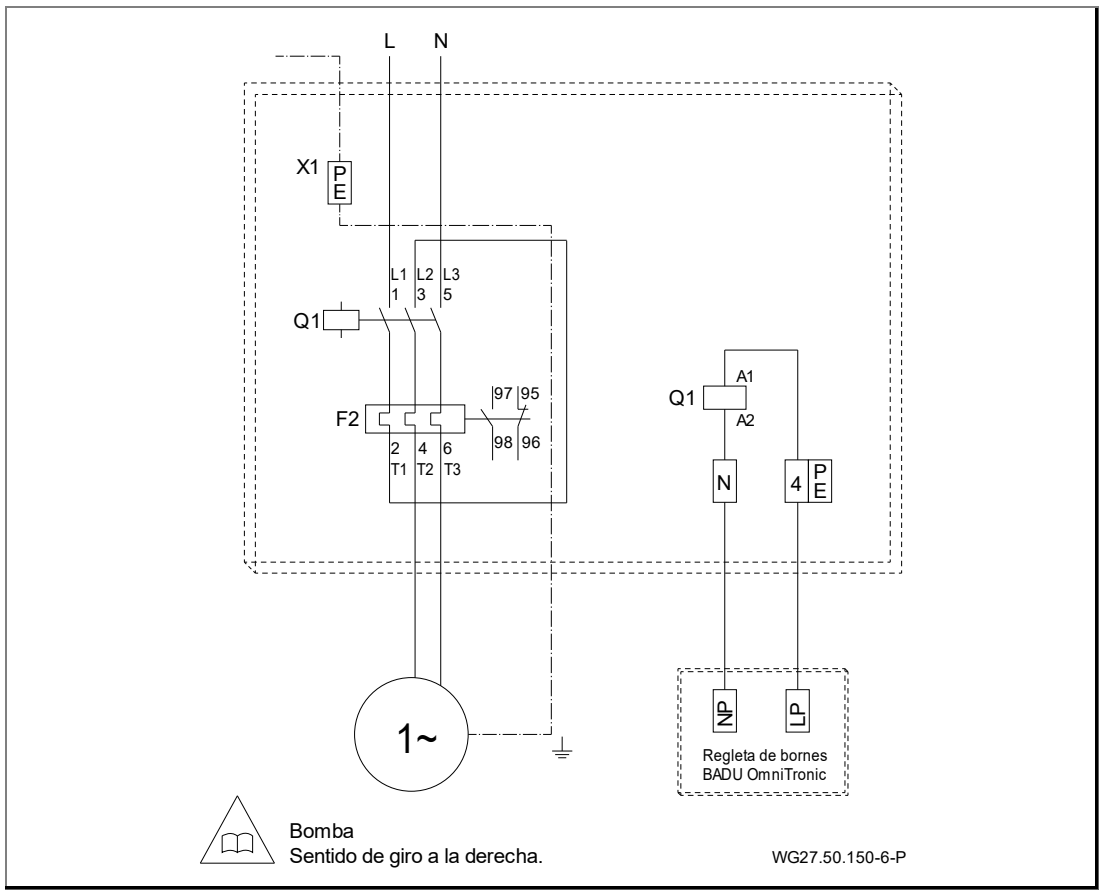 L N
X1
P
E
L1 L2 L3
1 3 5
Q1
F2
97 95
98 96
2 4 6
T1 T2 T3
A1
Q1
A2
N
4
P
E
NP
LP
Regleta de bornes
BADU OmniTronic
1~
Bomba
Sentido de giro a la derecha.
WG27.50.150-6-P